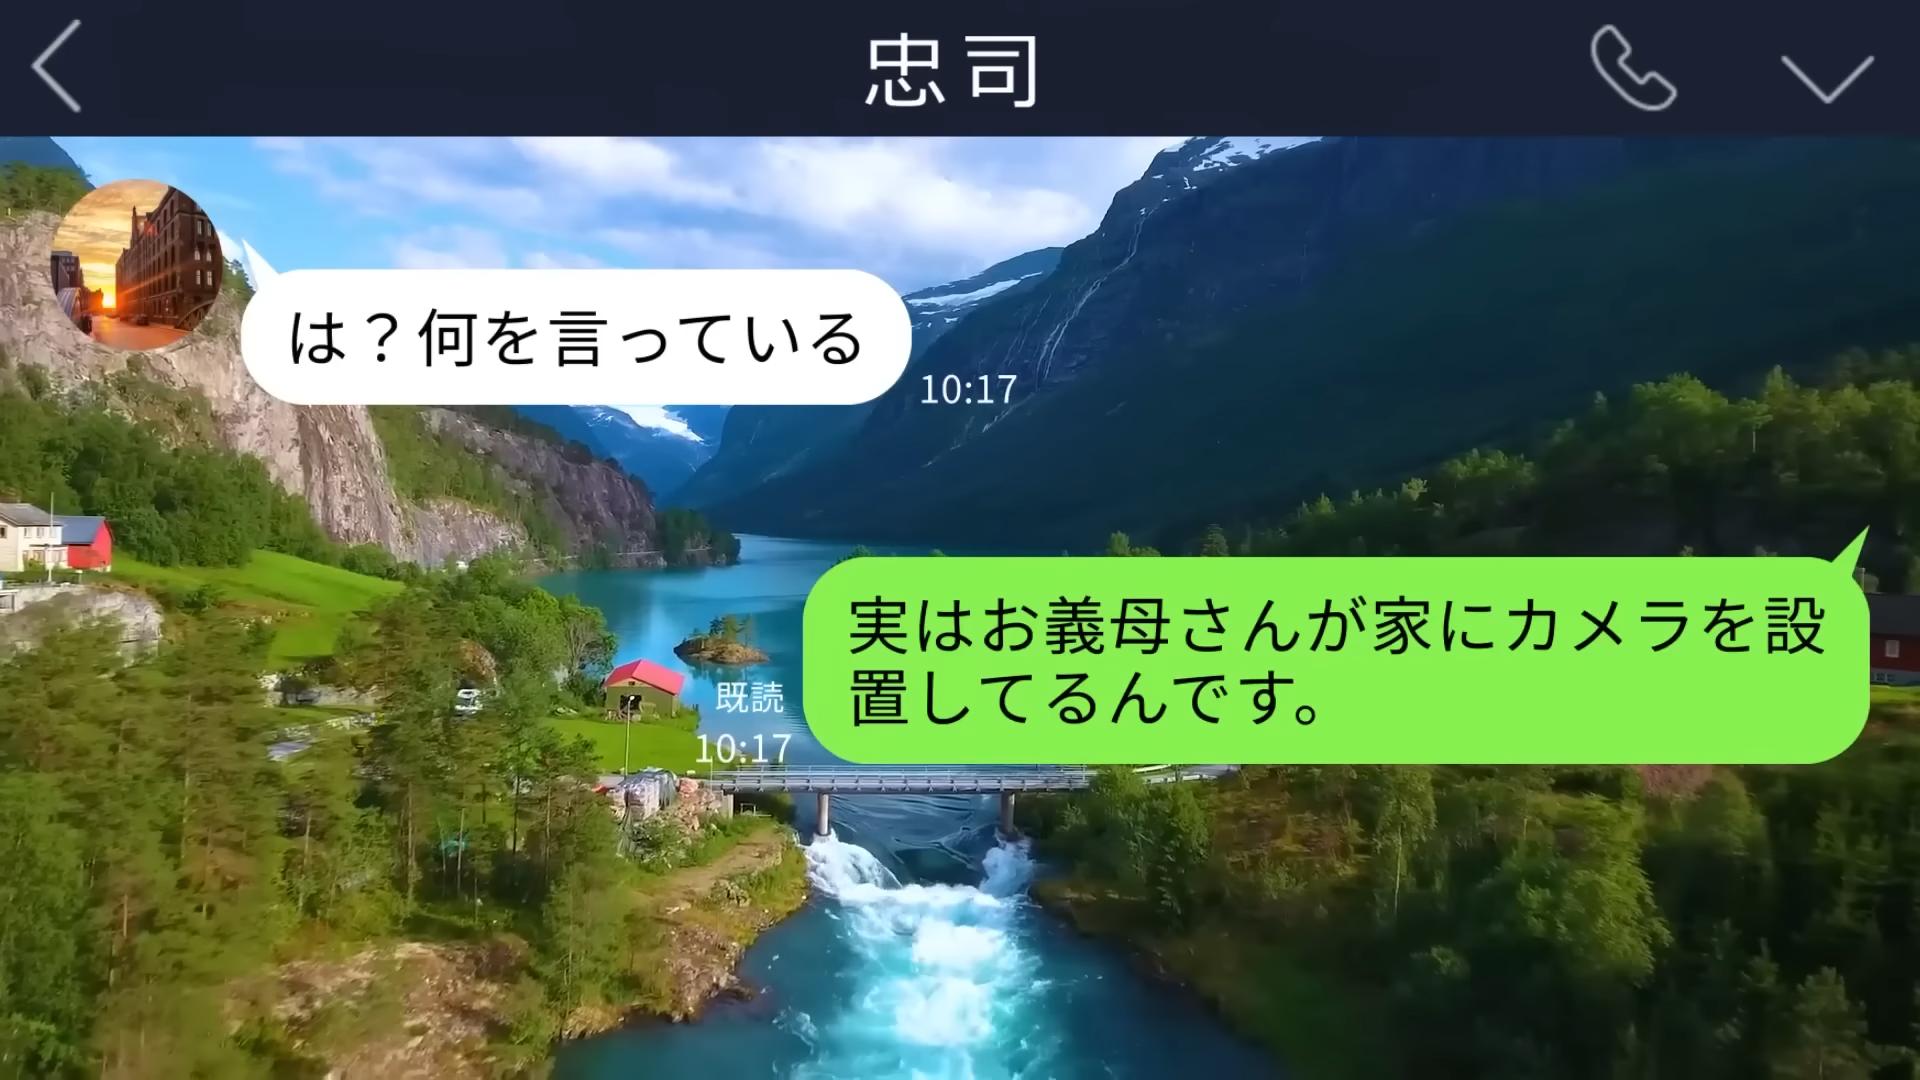 忠司
は？何を言っている
10:17
実はお義母さんが家にカメラを設
置してるんです。
既読
10:17